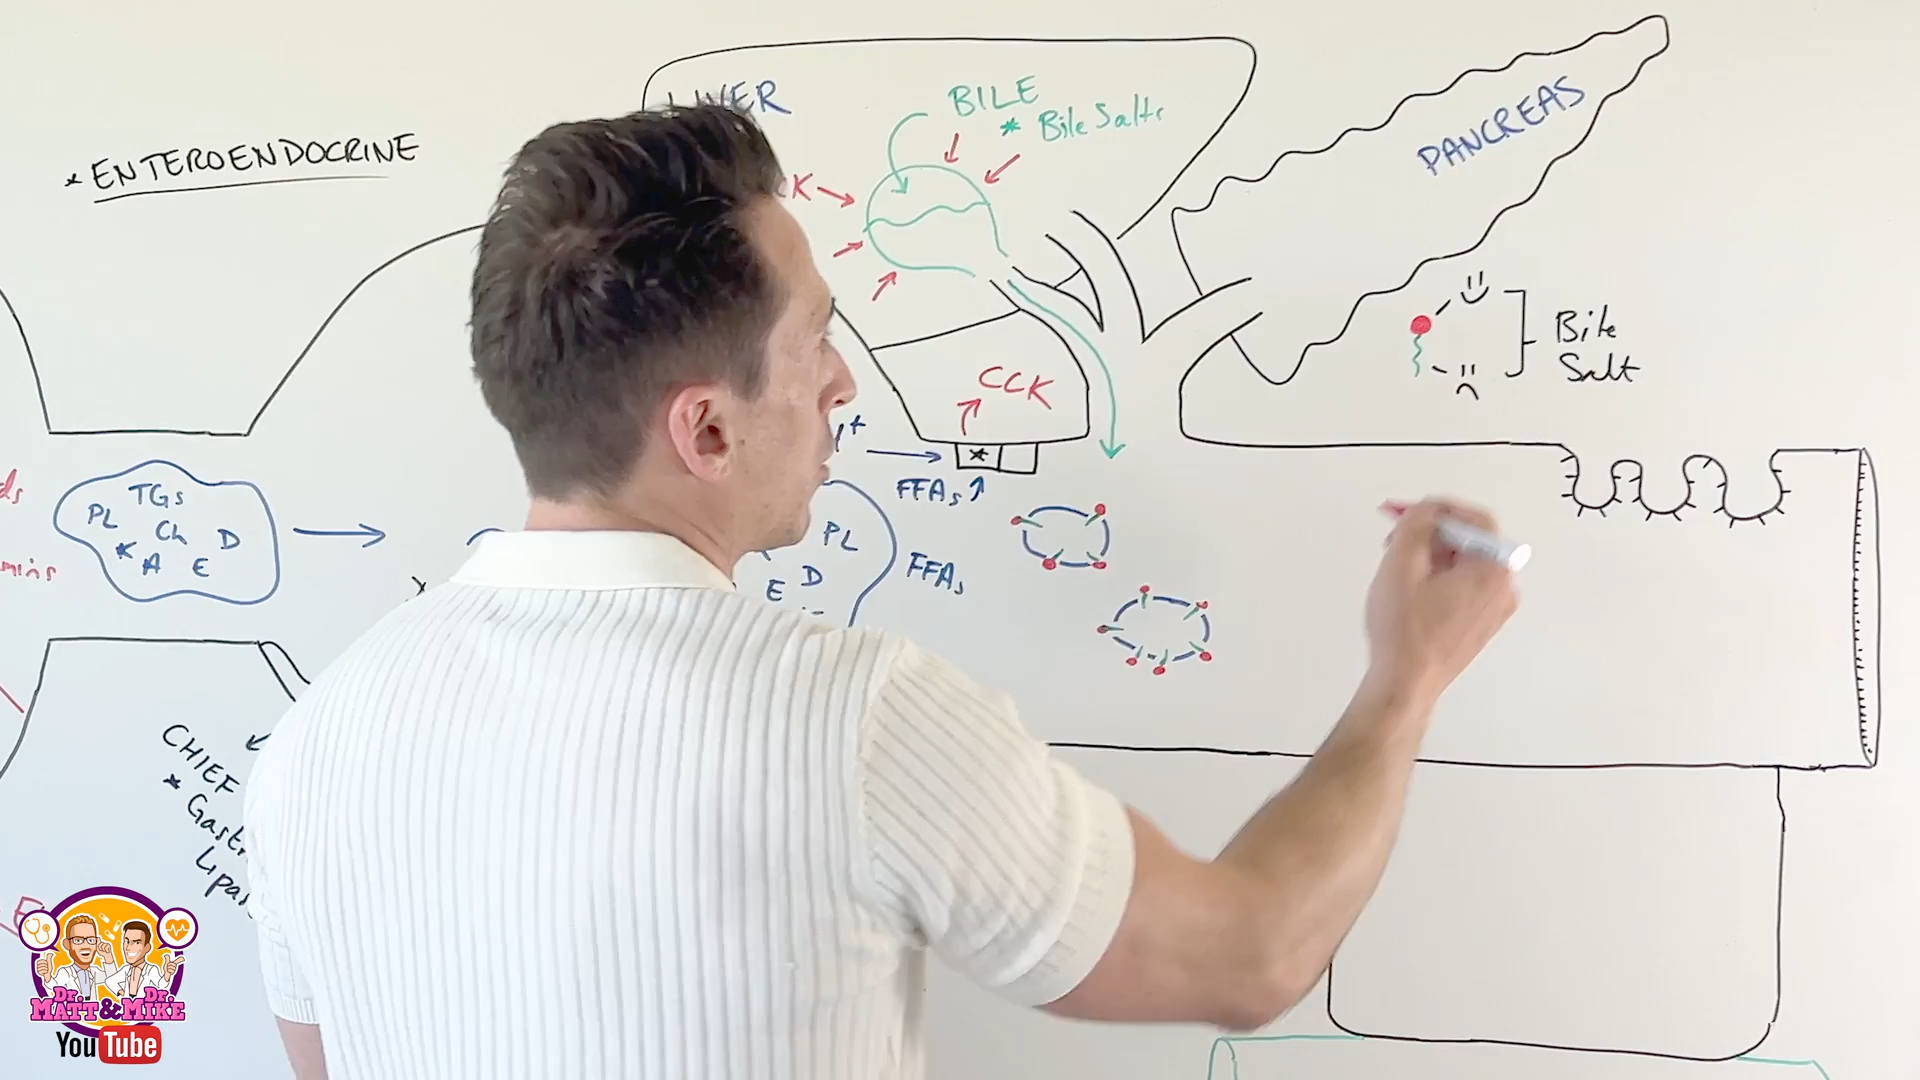 * ENTEROENDOCRINE
LIVER
BILE
* Bile Salts
PANCREAS
Bile
Salt
CCK
FFAs
TGs
PL
Ch
D
A
E
PL
D
E
FFAs
CHIEF
* 
YouTube
Dr. Dr.
MATT & MIKE